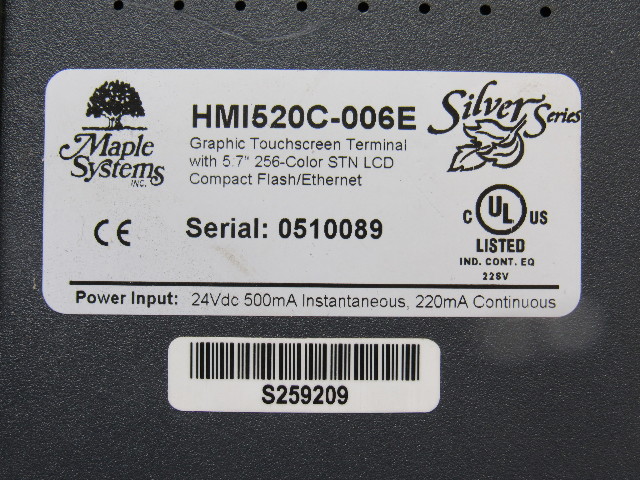 Maple
Systems
INC.
HMI520C-006E
Graphic Touchscreen Terminal
with 5.7" 256-Color STN LCD
Compact Flash/Ethernet
Silver Series
CE
Serial: 0510089
C UL US
LISTED
IND. CONT. EQ
22SV
Power Input: 24Vdc 500mA Instantaneous, 220mA Continuous
S259209